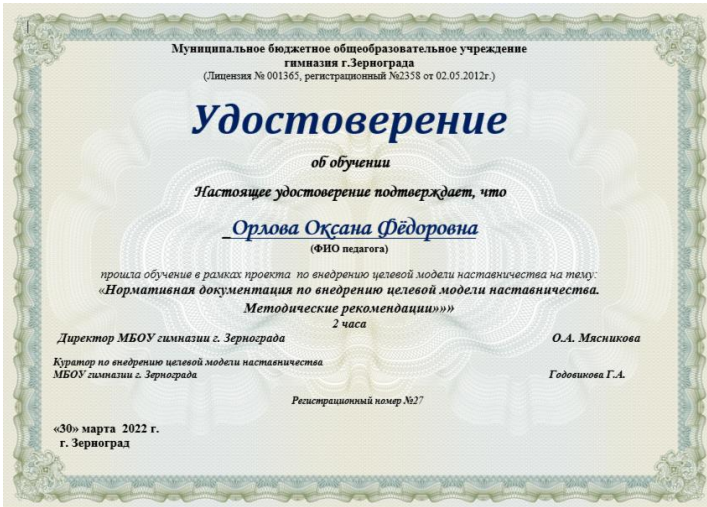 Муниципальное бюджетное общеобразовательное учреждение
гимназия г.Зернограда
(Лицензия № 001365, регистрационный №2358 от 02.05.2012г.)
Удостоверение
об обучении
Настоящее удостоверение подтверждает, что
_Орлова Оксана Фёдоровна
(ФИО педагога)
прошла обучение в рамках проекта по внедрению целевой модели наставничества на тему:
«Нормативная документация по внедрению целевой модели наставничества.
Методические рекомендации»»»
2 часа
Директор МБОУ гимназии г. Зернограда О.А. Мясникова
Куратор по внедрению целевой модели наставничества
МБОУ гимназии г. Зернограда Годовикова Г.А.
Регистрационный номер №27
«30» марта 2022 г.
г. Зерноград